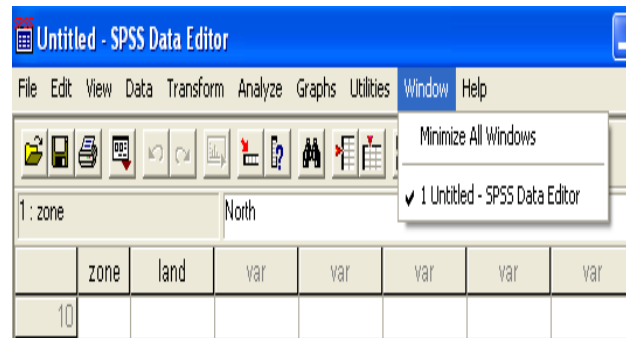 SPSS
Untitled - SPSS Data Editor
File Edit View Data Transform Analyze Graphs Utilities Window Help
Minimize All Windows
✔ 1 Untitled - SPSS Data Editor
1 : zone North
zone land var var var var var
10